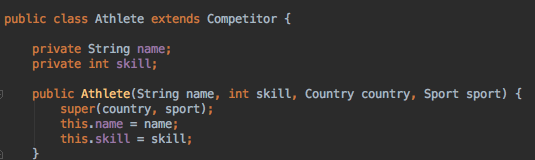 public class Athlete extends Competitor {
private String name;
private int skill;
public Athlete(String name, int skill, Country country, Sport sport) {
super(country, sport);
this.name = name;
this.skill = skill;
}